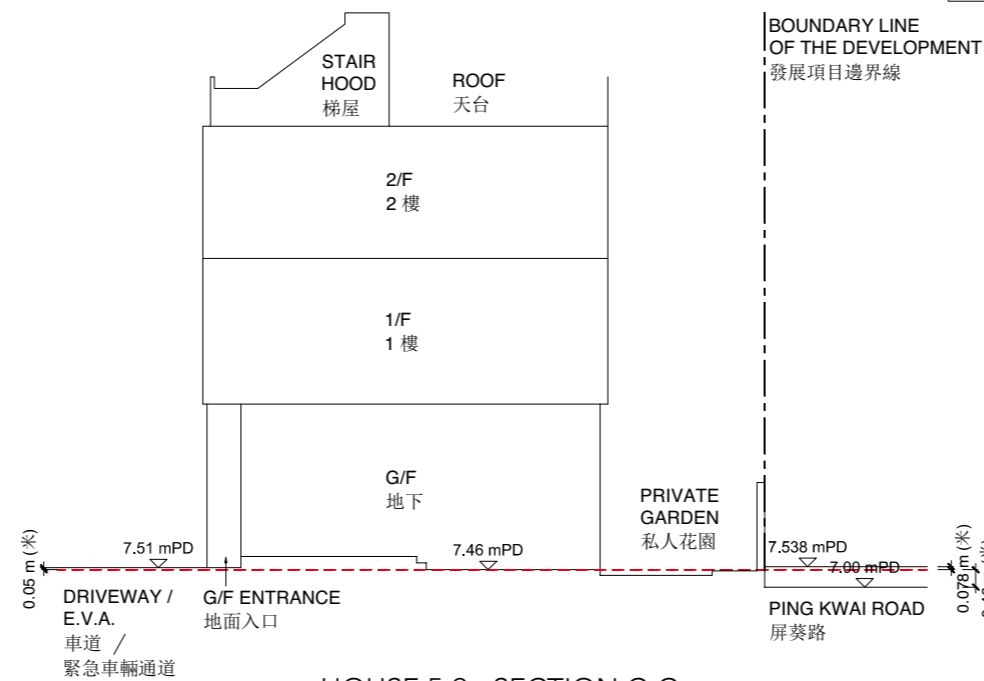 BOUNDARY LINE
OF THE DEVELOPMENT
發展項目邊界線
STAIR
HOOD
梯屋
ROOF
天台
2/F
2 樓
1/F
1 樓
G/F
地下
PRIVATE
GARDEN
私人花園
0.05 m (米)
7.51 mPD
7.46 mPD
7.538 mPD
7.00 mPD
0.078 m (米)
DRIVEWAY /
E.V.A.
車道 /
緊急車輛通道
G/F ENTRANCE
地面入口
PING KWAI ROAD
屏葵路